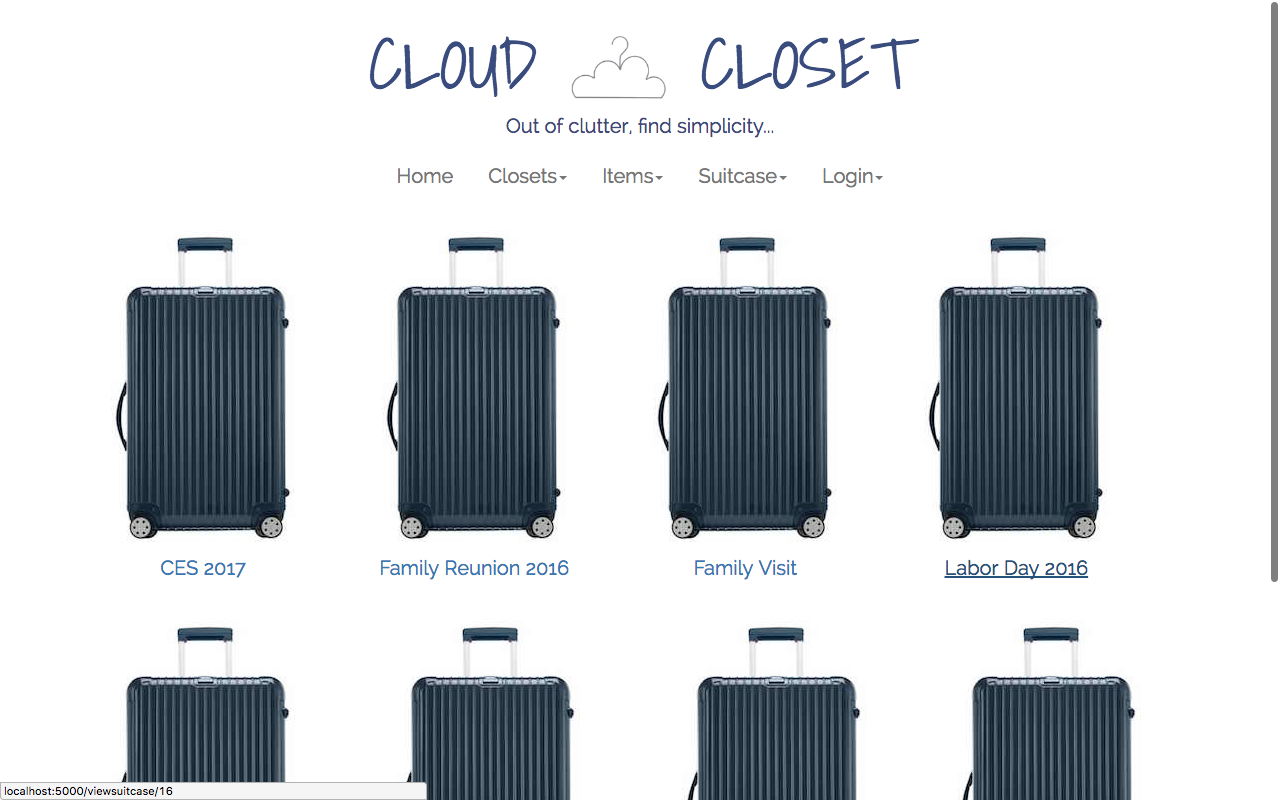 CLOUD CLOSET
Out of clutter, find simplicity...
Home Closets Items Suitcase Login
CES 2017 Family Reunion 2016 Family Visit Labor Day 2016
localhost:5000/viewsuitcase/16